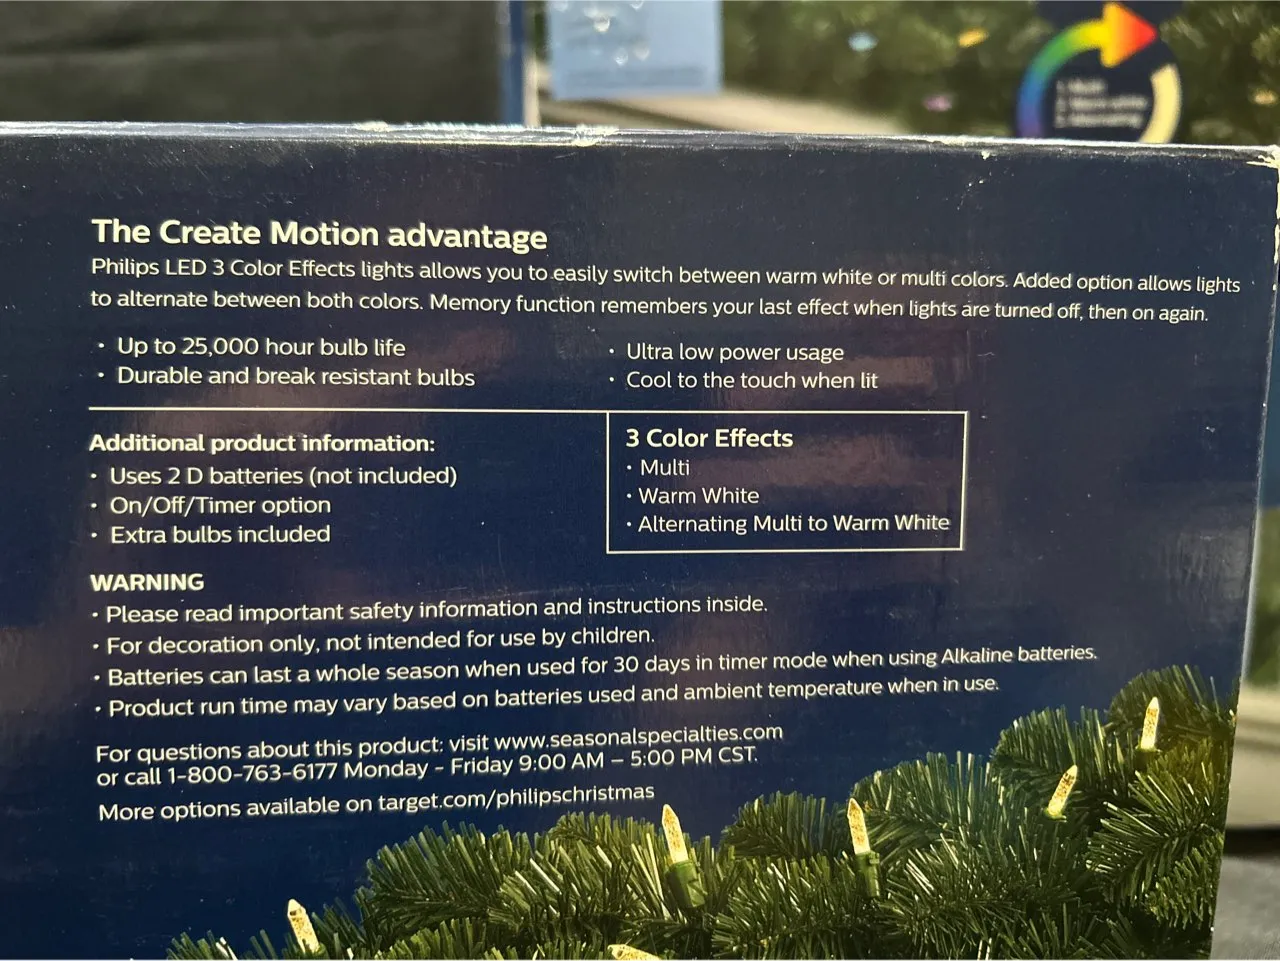 The Create Motion advantage
Philips LED 3 Color Effects lights allows you to easily switch between warm white or multi colors. Added option allows lights
to alternate between both colors. Memory function remembers your last effect when lights are turned off, then on again.
• Up to 25,000 hour bulb life
• Durable and break resistant bulbs
• Ultra low power usage
• Cool to the touch when lit
Additional product information:
• Uses 2 D batteries (not included)
• On/Off/Timer option
• Extra bulbs included
3 Color Effects
• Multi
• Warm White
• Alternating Multi to Warm White
WARNING
• Please read important safety information and instructions inside.
• For decoration only, not intended for use by children.
• Batteries can last a whole season when used for 30 days in timer mode when using Alkaline batteries.
• Product run time may vary based on batteries used and ambient temperature when in use.
For questions about this product: visit www.seasonalspecialties.com
or call 1-800-763-6177 Monday - Friday 9:00 AM – 5:00 PM CST.
More options available on target.com/philipschristmas